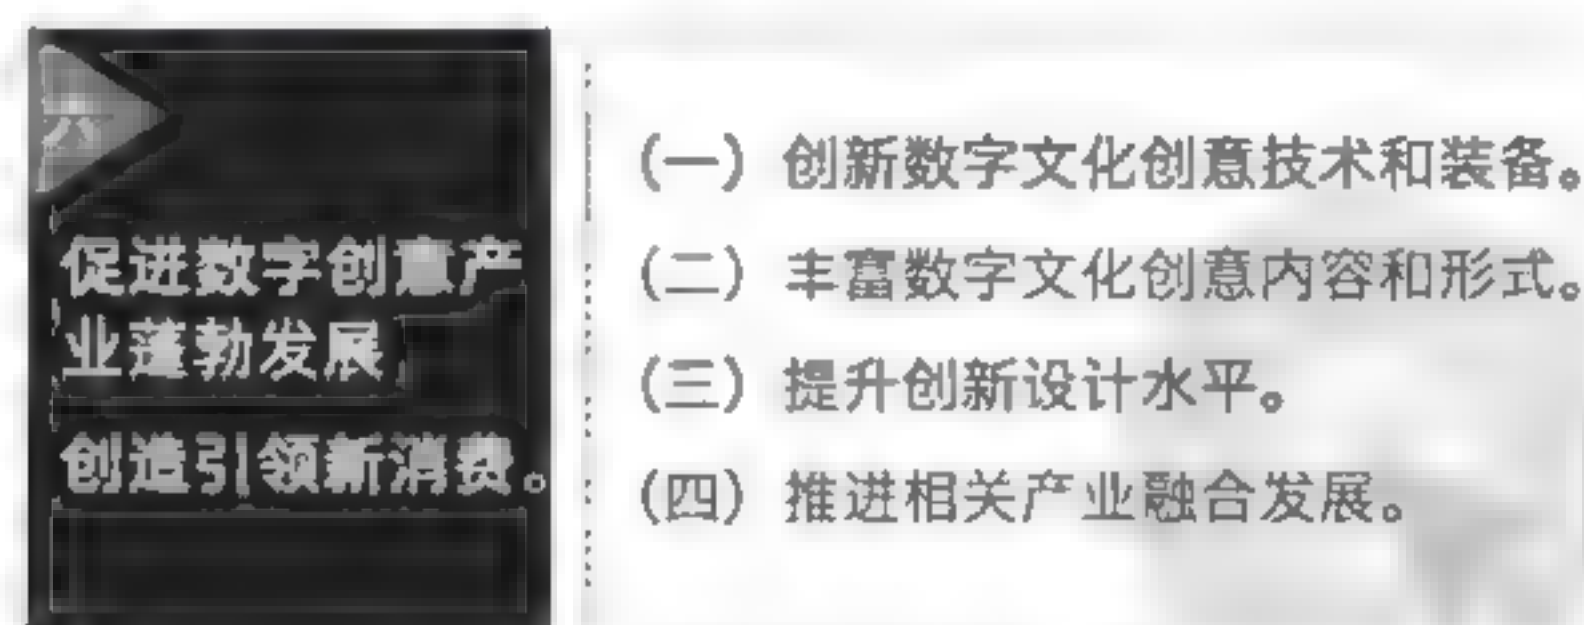 六
促进数字创意产
业蓬勃发展
创造引领新消费。
（一）创新数字文化创意技术和装备。
（二）丰富数字文化创意内容和形式。
（三）提升创新设计水平。
（四）推进相关产业融合发展。